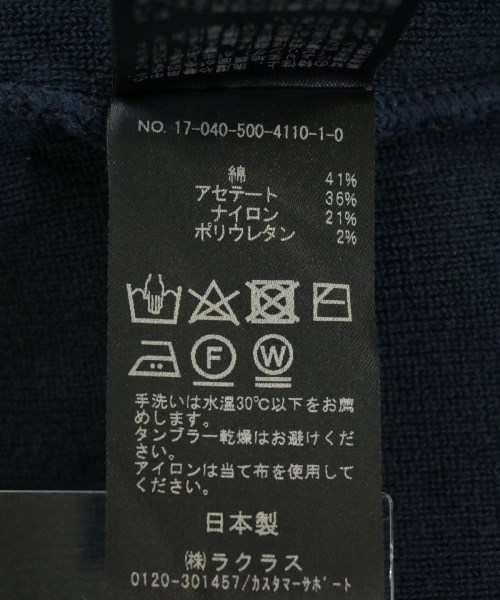 NO. 17-040-500-4110-1-0
綿 41%
アセテート 36%
ナイロン 21%
ポリウレタン 2%
F W
手洗いは水温30℃以下をお薦
めします。
タンブラー乾燥はお避けくだ
さい。
アイロンは当て布を使用して
ください。
日本製
㈱ラクラス
0120-301457/カスタマーサポート